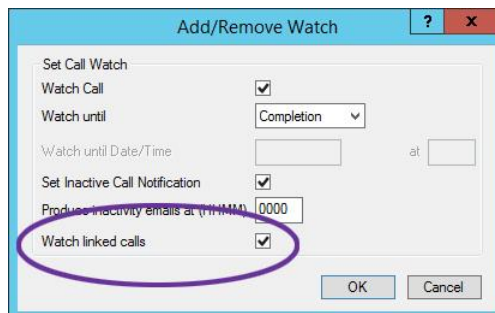 Add/Remove Watch
? x
Set Call Watch
Watch Call
Watch until Completion
Watch until Date/Time at
Set Inactive Call Notification
Produce inactivity emails at (HHMM) 0000
Watch linked calls
OK Cancel